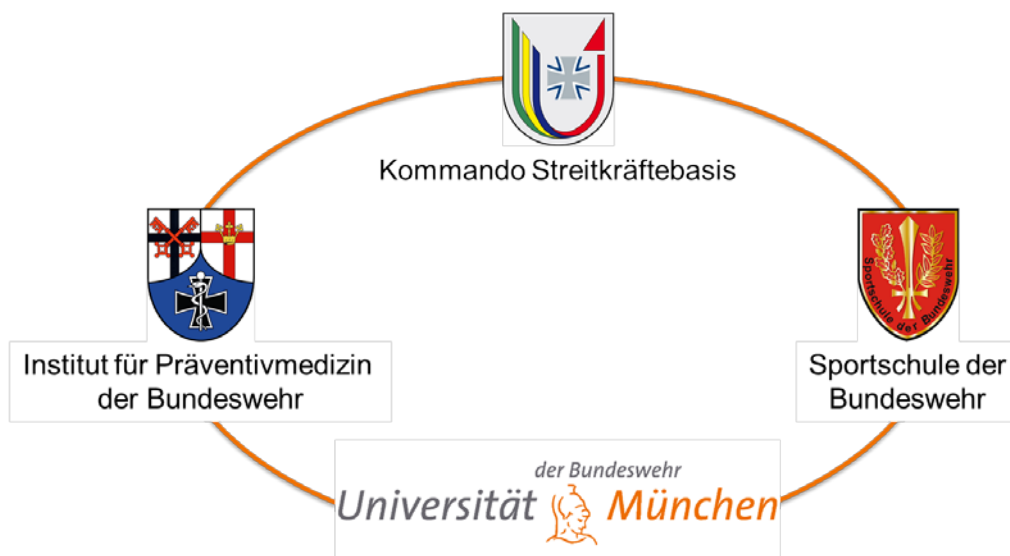 Kommando Streitkräftebasis
Institut für Präventivmedizin
der Bundeswehr
Sportschule der Bundeswehr
Sportschule der
Bundeswehr
der Bundeswehr
Universität München